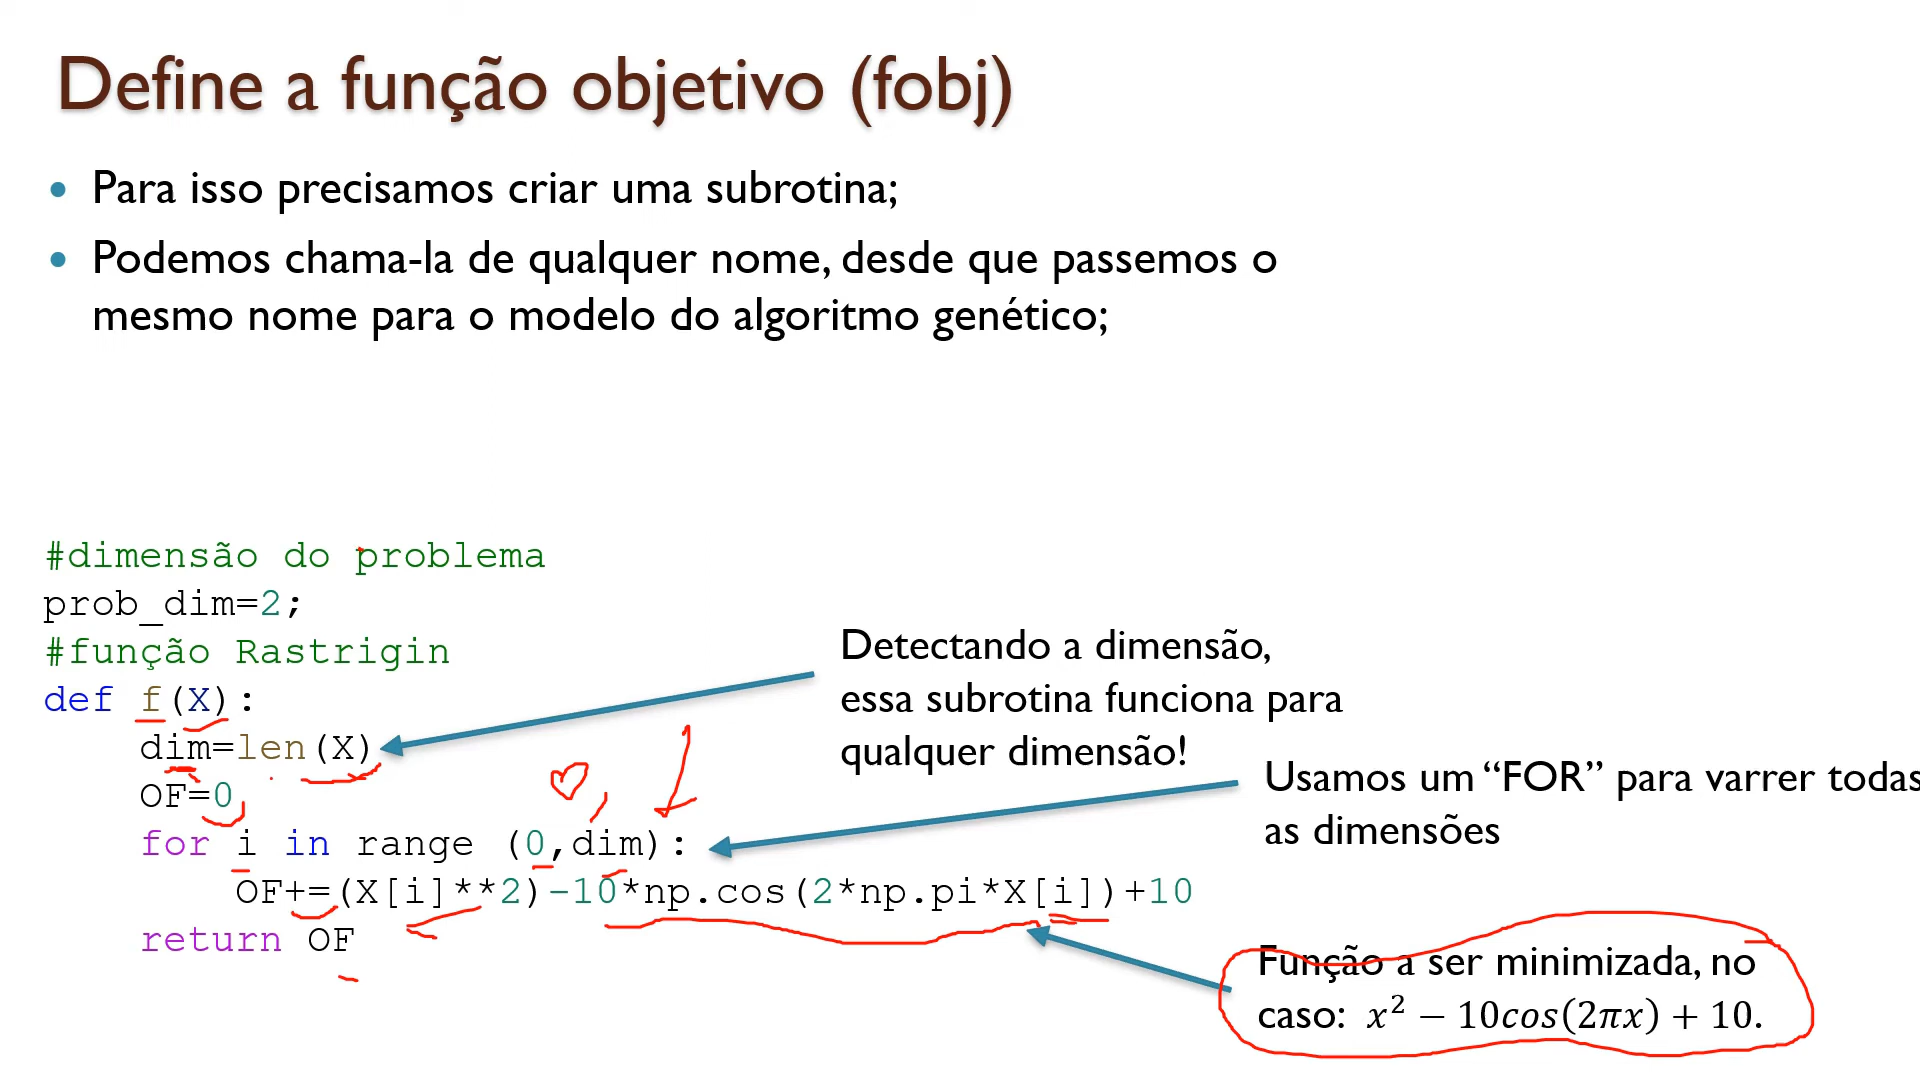 Define a função objetivo (fobj)
Para isso precisamos criar uma subrotina;
Podemos chama-la de qualquer nome, desde que passemos o
mesmo nome para o modelo do algoritmo genético;
#dimensão do problema
prob_dim=2;
#função Rastrigin
def f(X):
    dim=len(X)
    OF=0
    for i in range (0,dim):
        OF+=(X[i]**2)-10*np.cos(2*np.pi*X[i])+10
    return OF
Detectando a dimensão,
essa subrotina funciona para
qualquer dimensão!
Usamos um “FOR” para varrer todas
as dimensões
Função a ser minimizada, no
caso: x² − 10cos(2πx) + 10.